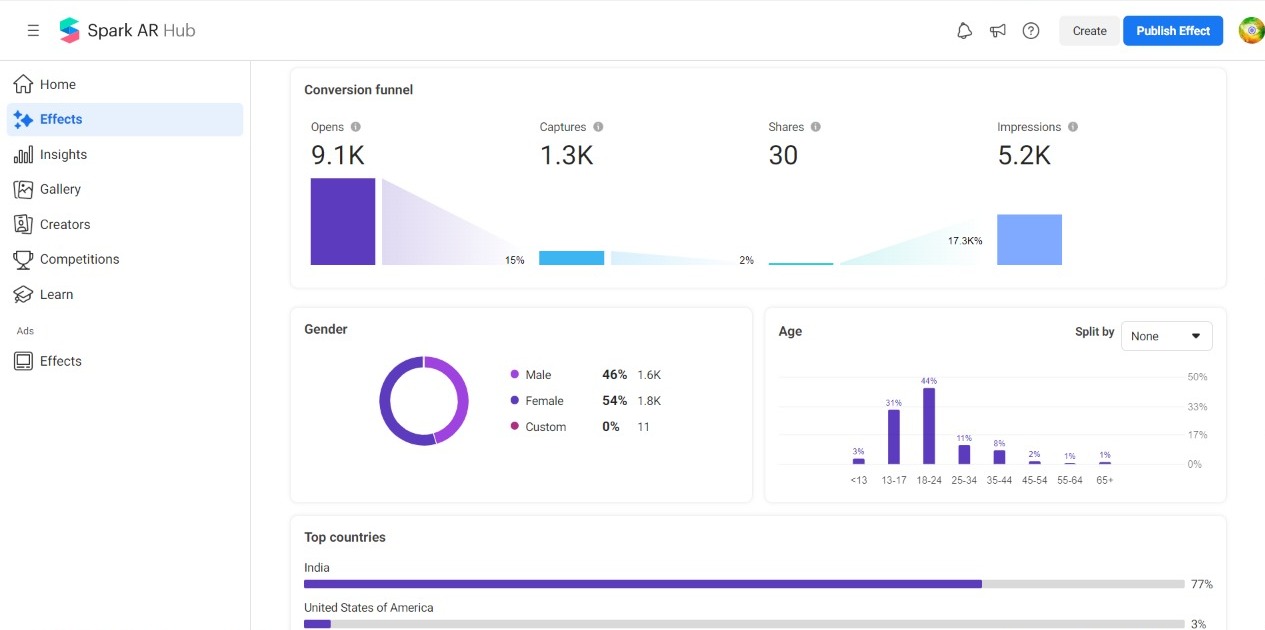 Spark AR Hub
Create
Publish Effect
Home
Effects
Insights
Gallery
Creators
Competitions
Learn
Ads
Effects
Conversion funnel
Opens Captures Shares Impressions
9.1K 1.3K 30 5.2K
15% 2% 17.3K%
Gender
Male 46% 1.6K
Female 54% 1.8K
Custom 0% 11
Age
Split by None
50%
33%
17%
0%
3% 31% 44% 11% 8% 2% 1% 1%
<13 13-17 18-24 25-34 35-44 45-54 55-64 65+
Top countries
India
77%
United States of America
3%